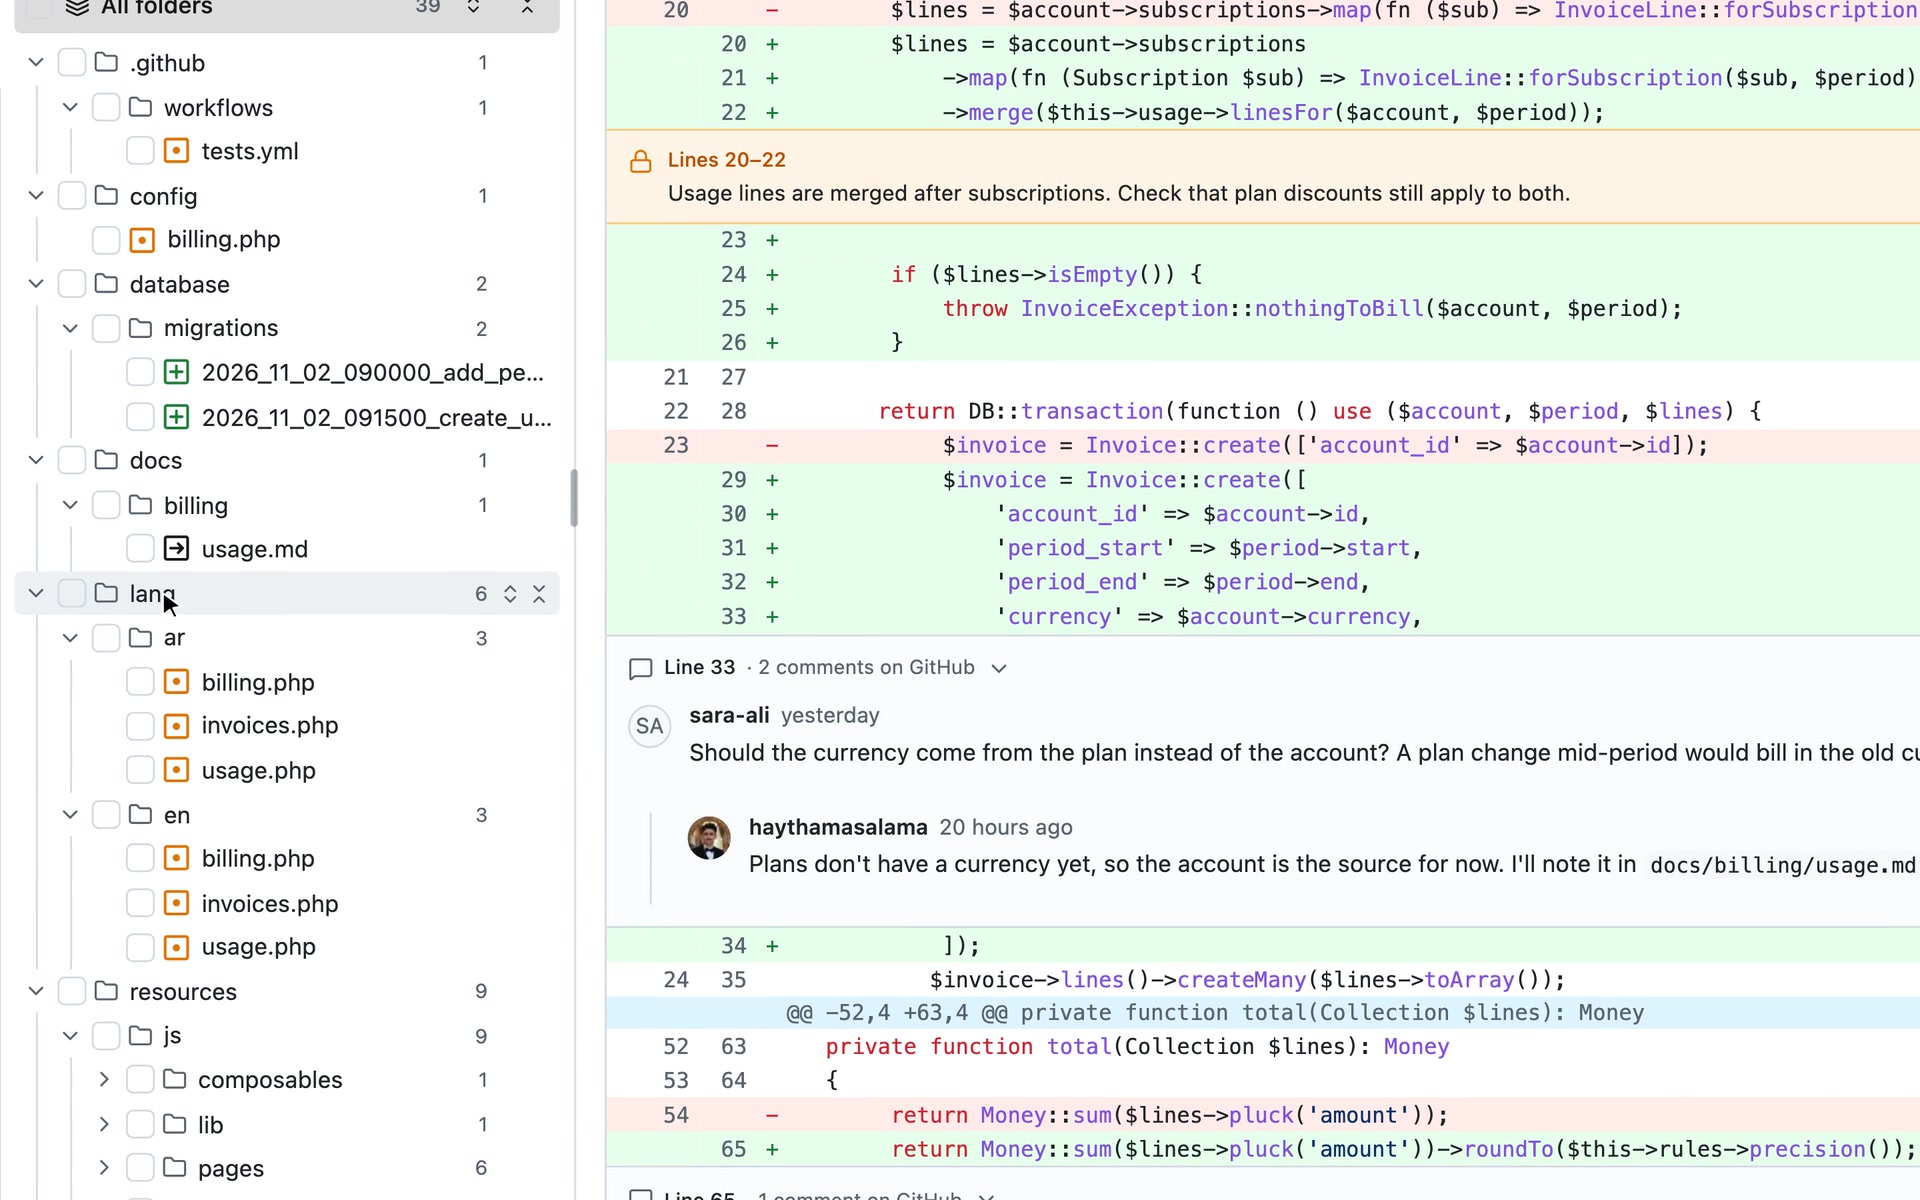 All folders 39
.github 1
workflows 1
tests.yml
config 1
billing.php
database 2
migrations 2
2026_11_02_090000_add_pe...
2026_11_02_091500_create_u...
docs 1
billing 1
usage.md
lang 6
ar 3
billing.php
invoices.php
usage.php
en 3
billing.php
invoices.php
usage.php
resources 9
js 9
composables 1
lib 1
pages 6
20 - $lines = $account->subscriptions->map(fn ($sub) => InvoiceLine::forSubscription
20 + $lines = $account->subscriptions
21 + ->map(fn (Subscription $sub) => InvoiceLine::forSubscription($sub, $period)
22 + ->merge($this->usage->linesFor($account, $period));
Lines 20–22
Usage lines are merged after subscriptions. Check that plan discounts still apply to both.
23 +
24 + if ($lines->isEmpty()) {
25 + throw InvoiceException::nothingToBill($account, $period);
26 + }
21 27
22 28 return DB::transaction(function () use ($account, $period, $lines) {
23 - $invoice = Invoice::create(['account_id' => $account->id]);
29 + $invoice = Invoice::create([
30 + 'account_id' => $account->id,
31 + 'period_start' => $period->start,
32 + 'period_end' => $period->end,
33 + 'currency' => $account->currency,
Line 33 · 2 comments on GitHub
SA sara-ali yesterday
Should the currency come from the plan instead of the account? A plan change mid-period would bill in the old
haythamasalama 20 hours ago
Plans don't have a currency yet, so the account is the source for now. I'll note it in docs/billing/usage.md
34 + ]);
24 35 $invoice->lines()->createMany($lines->toArray());
@@ -52,4 +63,4 @@ private function total(Collection $lines): Money
52 63 private function total(Collection $lines): Money
53 64 {
54 - return Money::sum($lines->pluck('amount'));
65 + return Money::sum($lines->pluck('amount'))->roundTo($this->rules->precision());
Line 65 · 1 comment on GitHub